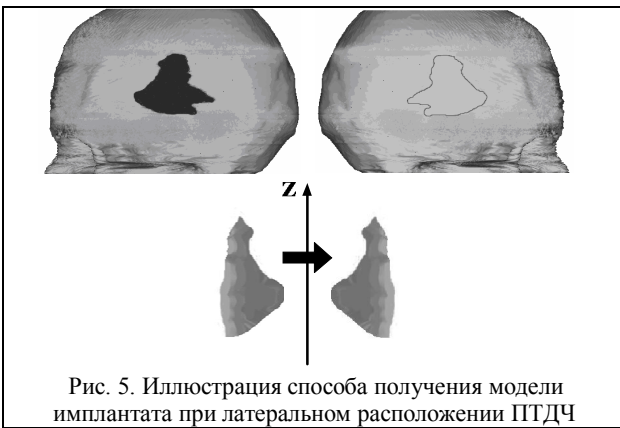 Z
Рис. 5. Иллюстрация способа получения модели
имплантата при латеральном расположении ПТДЧ